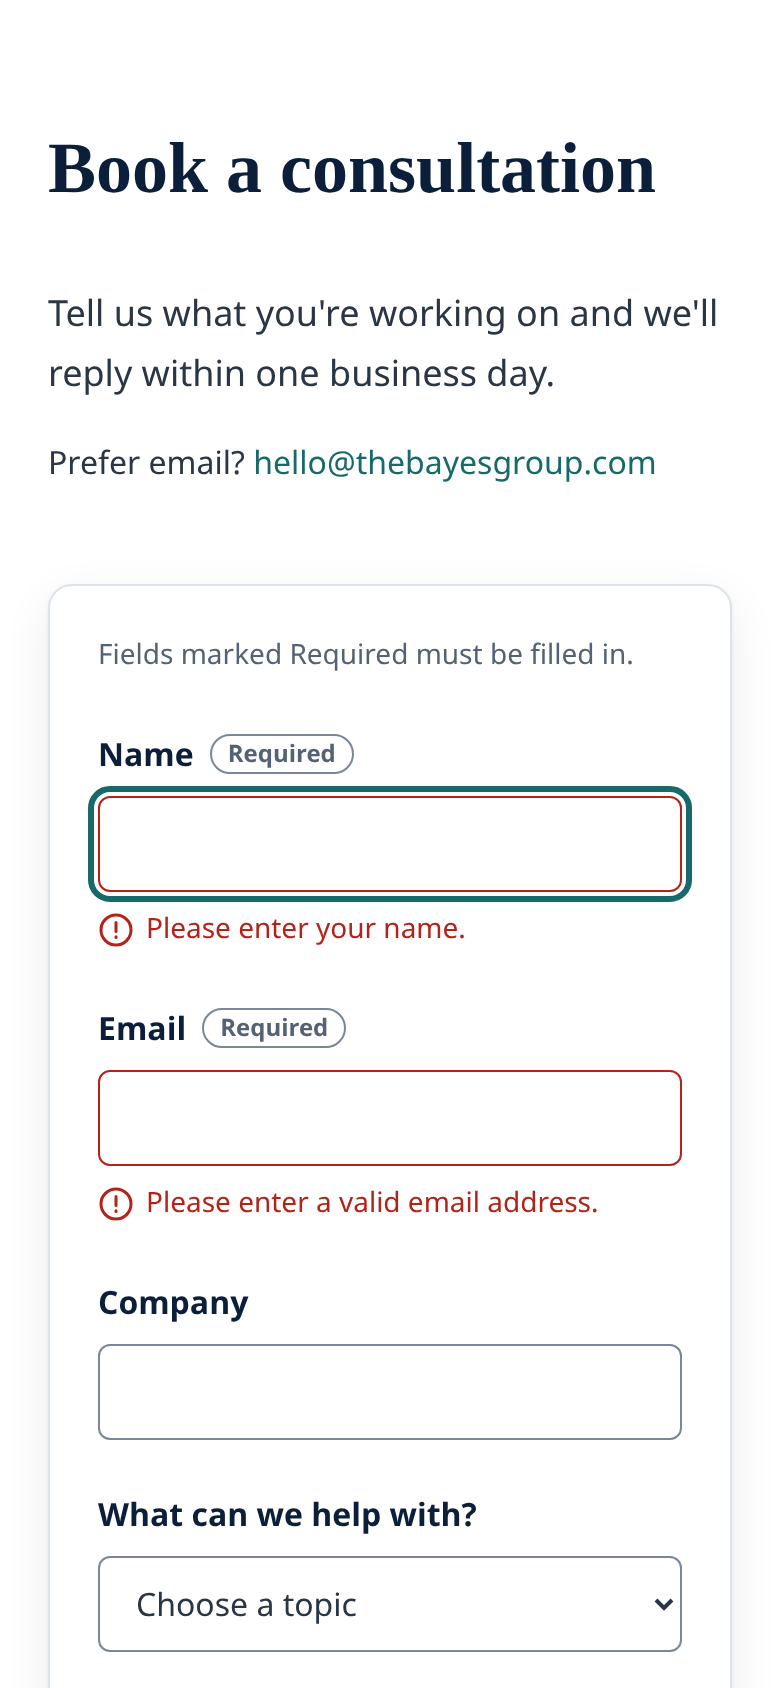 Book a consultation
Tell us what you're working on and we'll
reply within one business day.
Prefer email? hello@thebayesgroup.com
Fields marked Required must be filled in.
Name Required
Please enter your name.
Email Required
Please enter a valid email address.
Company
What can we help with?
Choose a topic